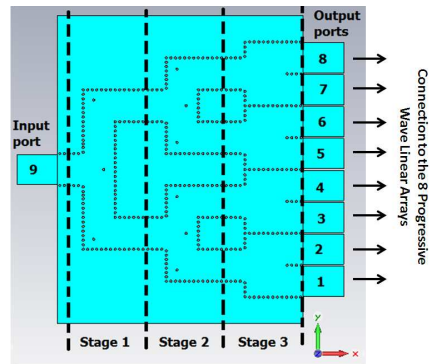 Output
ports
8
7
6
5
4
3
2
1
Input
port
9
Connection to the 8 Progressive
Wave Linear Arrays
Stage 1
Stage 2
Stage 3
y
z
x